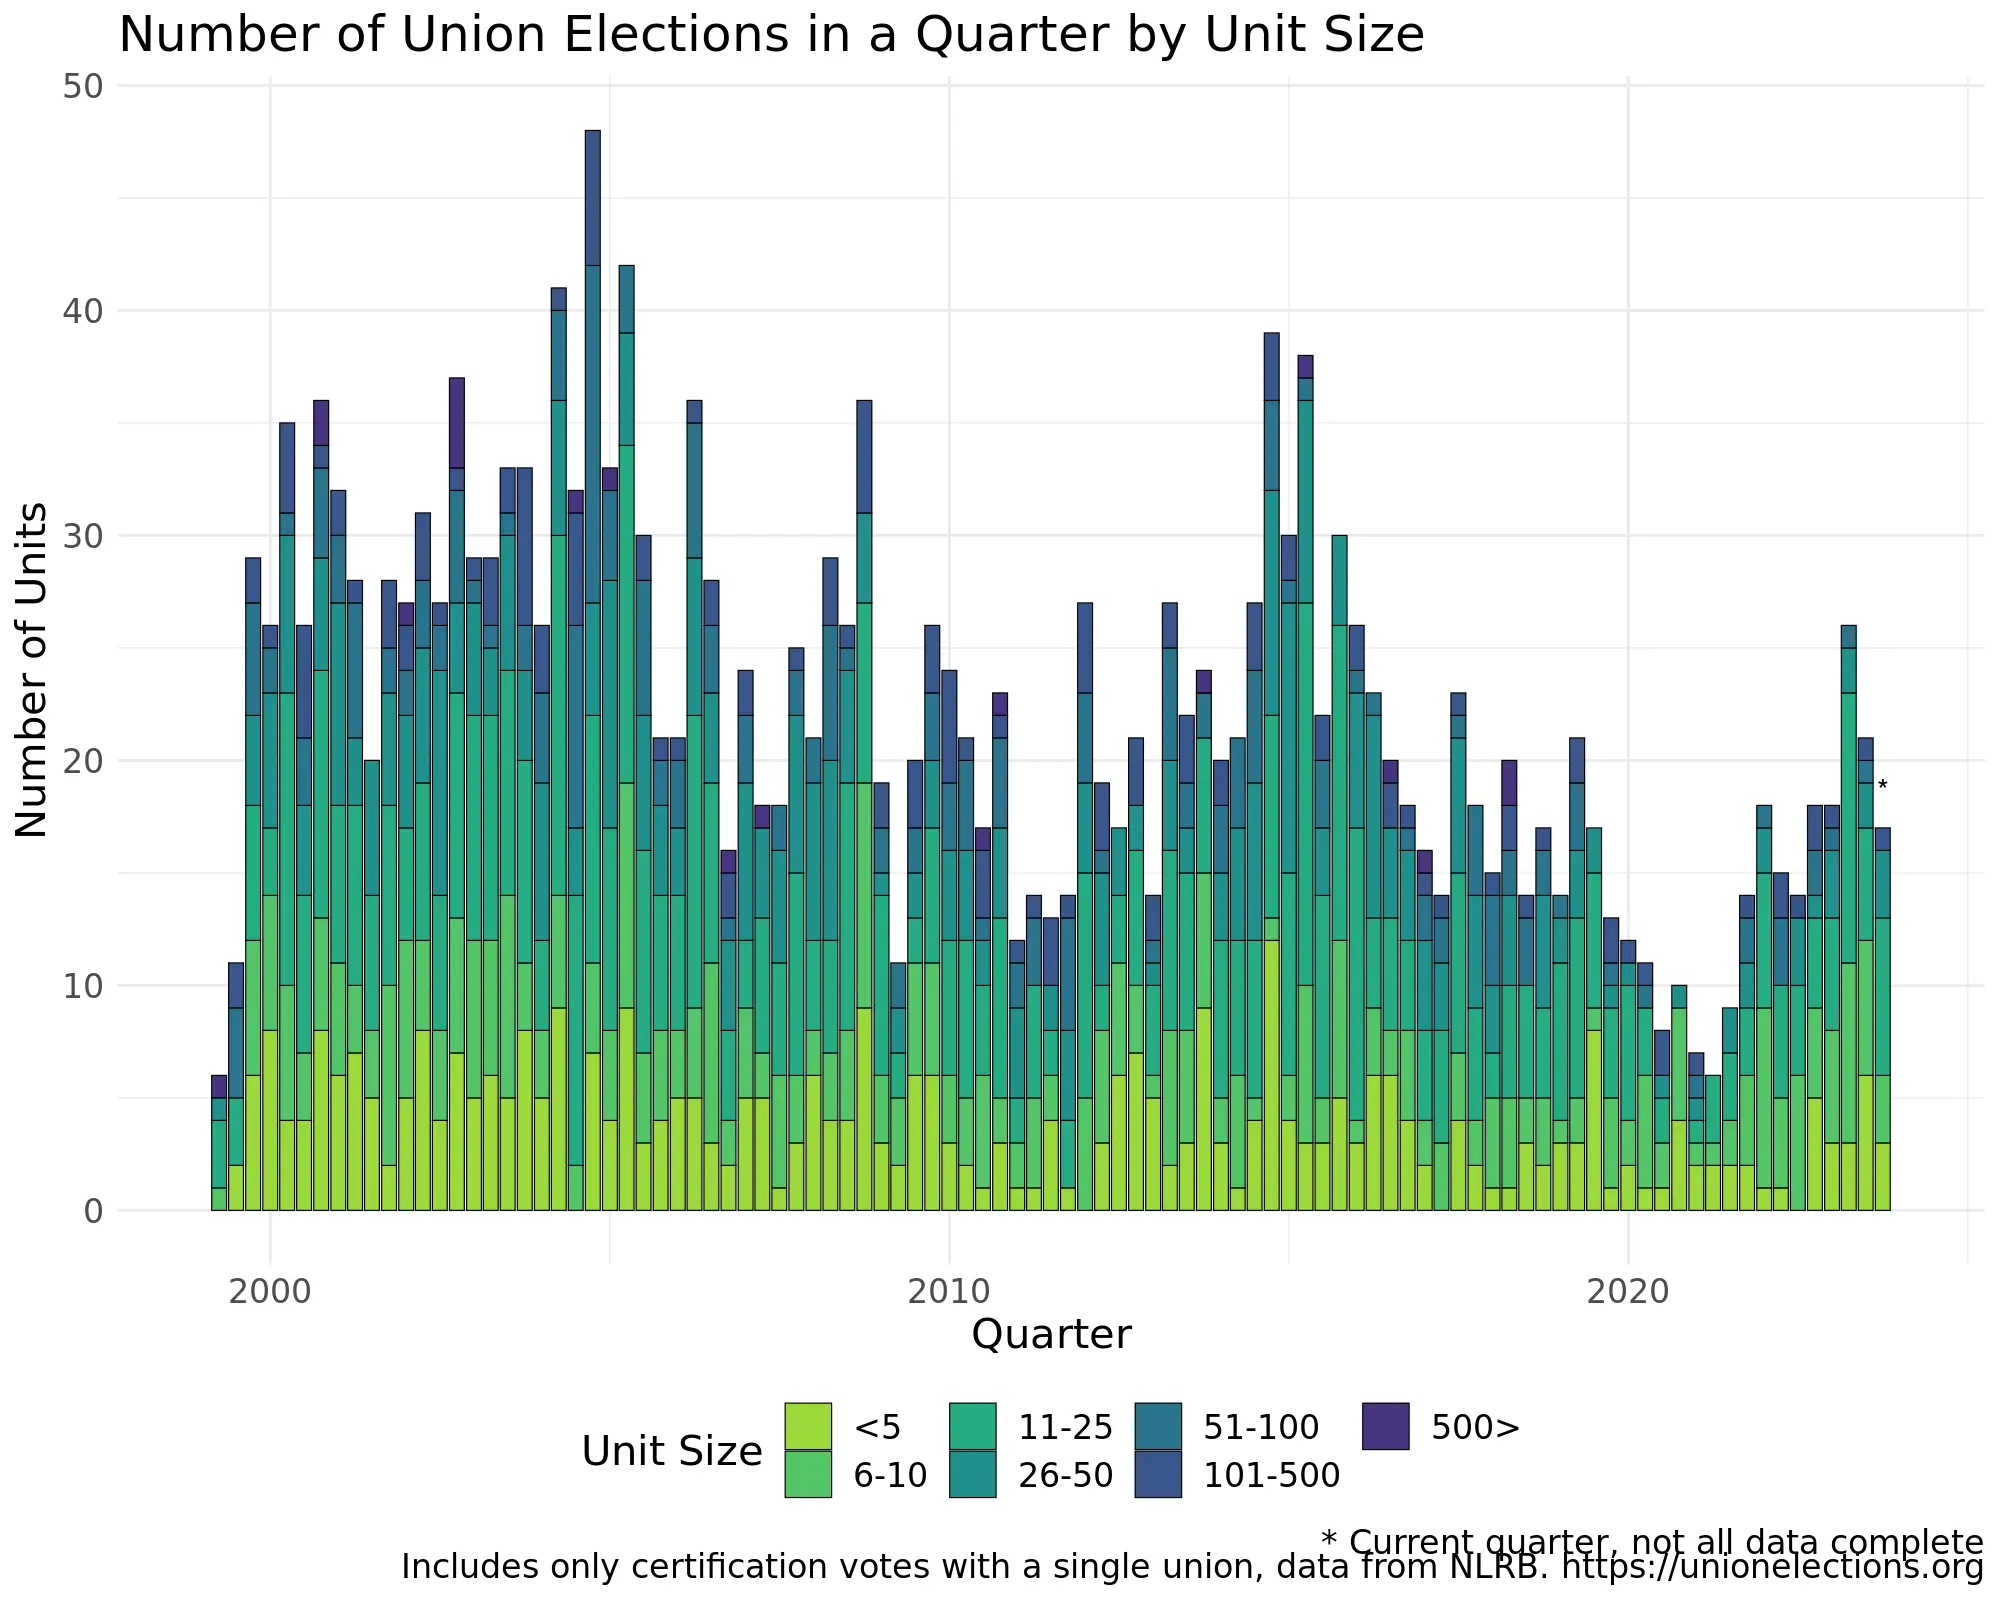 Number of Union Elections in a Quarter by Unit Size
Number of Units
50
40
30
20
10
0
*
2000 2010 2020
Quarter
Unit Size
<5 11-25 51-100 500>
6-10 26-50 101-500
* Current quarter, not all data complete
Includes only certification votes with a single union, data from NLRB. https://unionelections.org